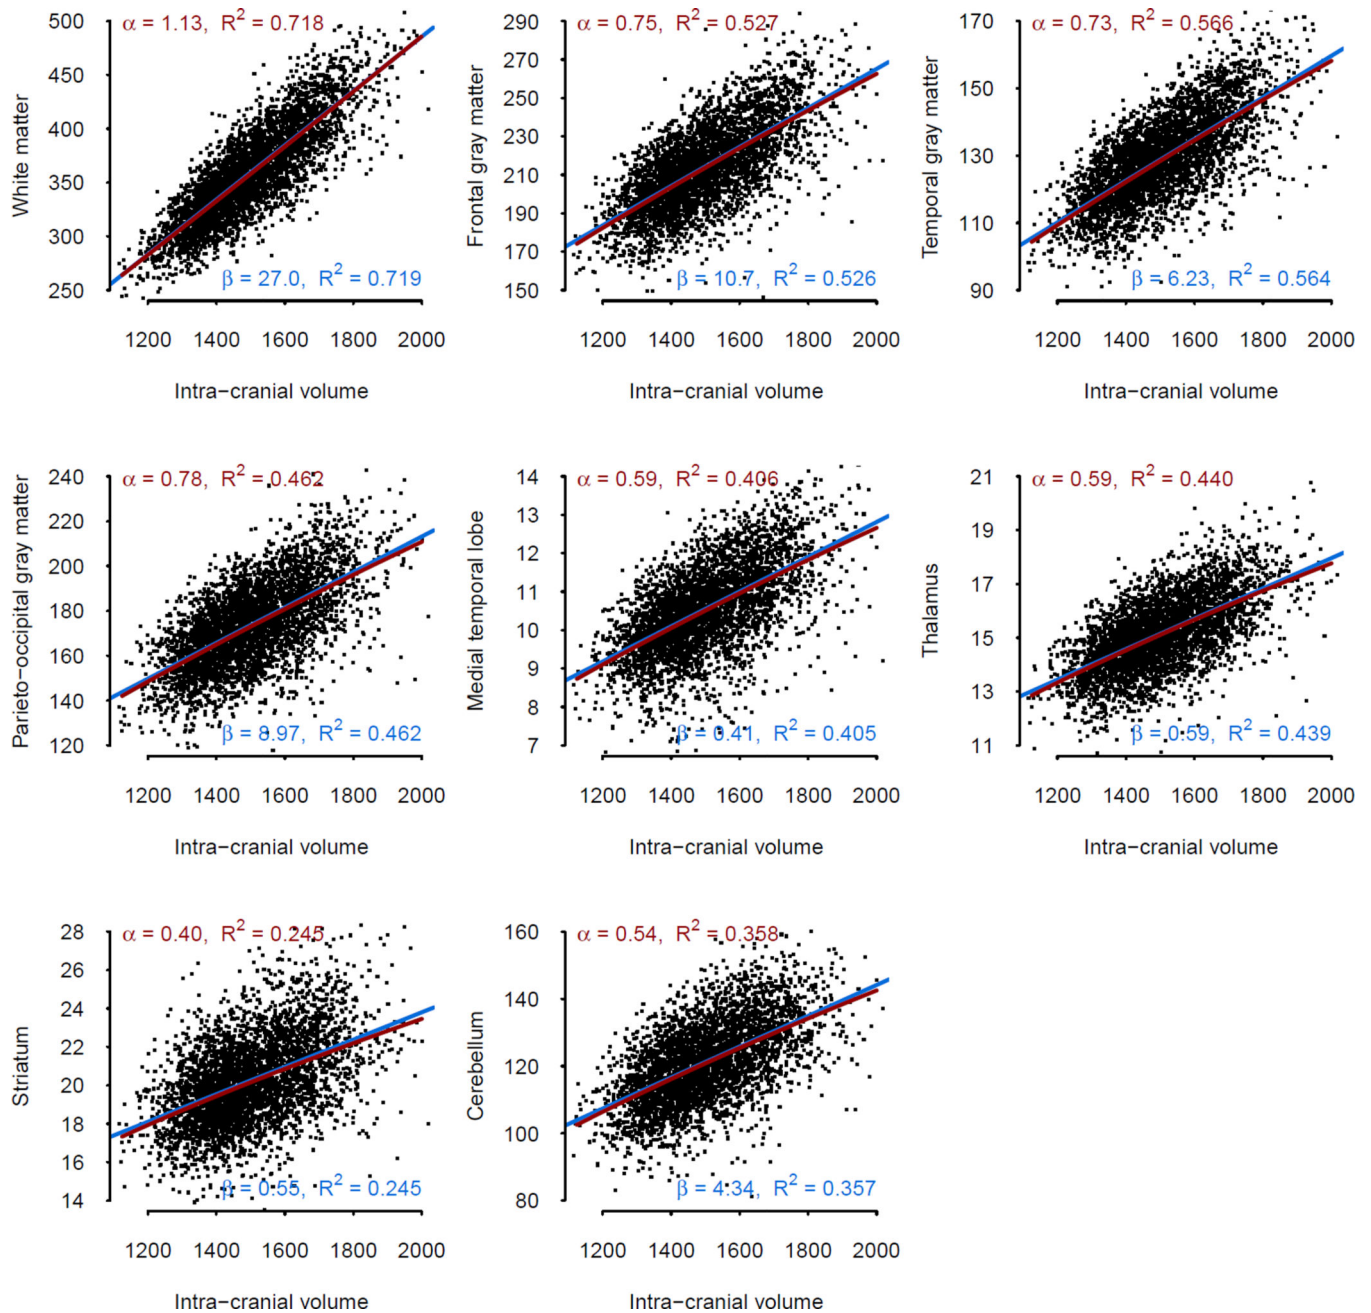 α = 1.13, R² = 0.718
500
450
400
350
300
250
White matter
β = 27.0, R² = 0.719
1200 1400 1600 1800 2000
Intra−cranial volume
α = 0.75, R² = 0.527
290
270
250
230
210
190
170
150
Frontal gray matter
β = 10.7, R² = 0.526
1200 1400 1600 1800 2000
Intra−cranial volume
α = 0.73, R² = 0.566
170
150
130
110
90
Temporal gray matter
β = 6.23, R² = 0.564
1200 1400 1600 1800 2000
Intra−cranial volume
α = 0.78, R² = 0.462
240
220
200
180
160
140
120
Parieto−occipital gray matter
β = 8.97, R² = 0.462
1200 1400 1600 1800 2000
Intra−cranial volume
α = 0.59, R² = 0.406
14
13
12
11
10
9
8
7
Medial temporal lobe
β = 0.41, R² = 0.405
1200 1400 1600 1800 2000
Intra−cranial volume
α = 0.59, R² = 0.440
21
19
17
15
13
11
Thalamus
β = 0.59, R² = 0.439
1200 1400 1600 1800 2000
Intra−cranial volume
α = 0.40, R² = 0.245
28
26
24
22
20
18
16
14
Striatum
β = 0.55, R² = 0.245
1200 1400 1600 1800 2000
Intra−cranial volume
α = 0.54, R² = 0.358
160
140
120
100
80
Cerebellum
β = 4.34, R² = 0.357
1200 1400 1600 1800 2000
Intra−cranial volume